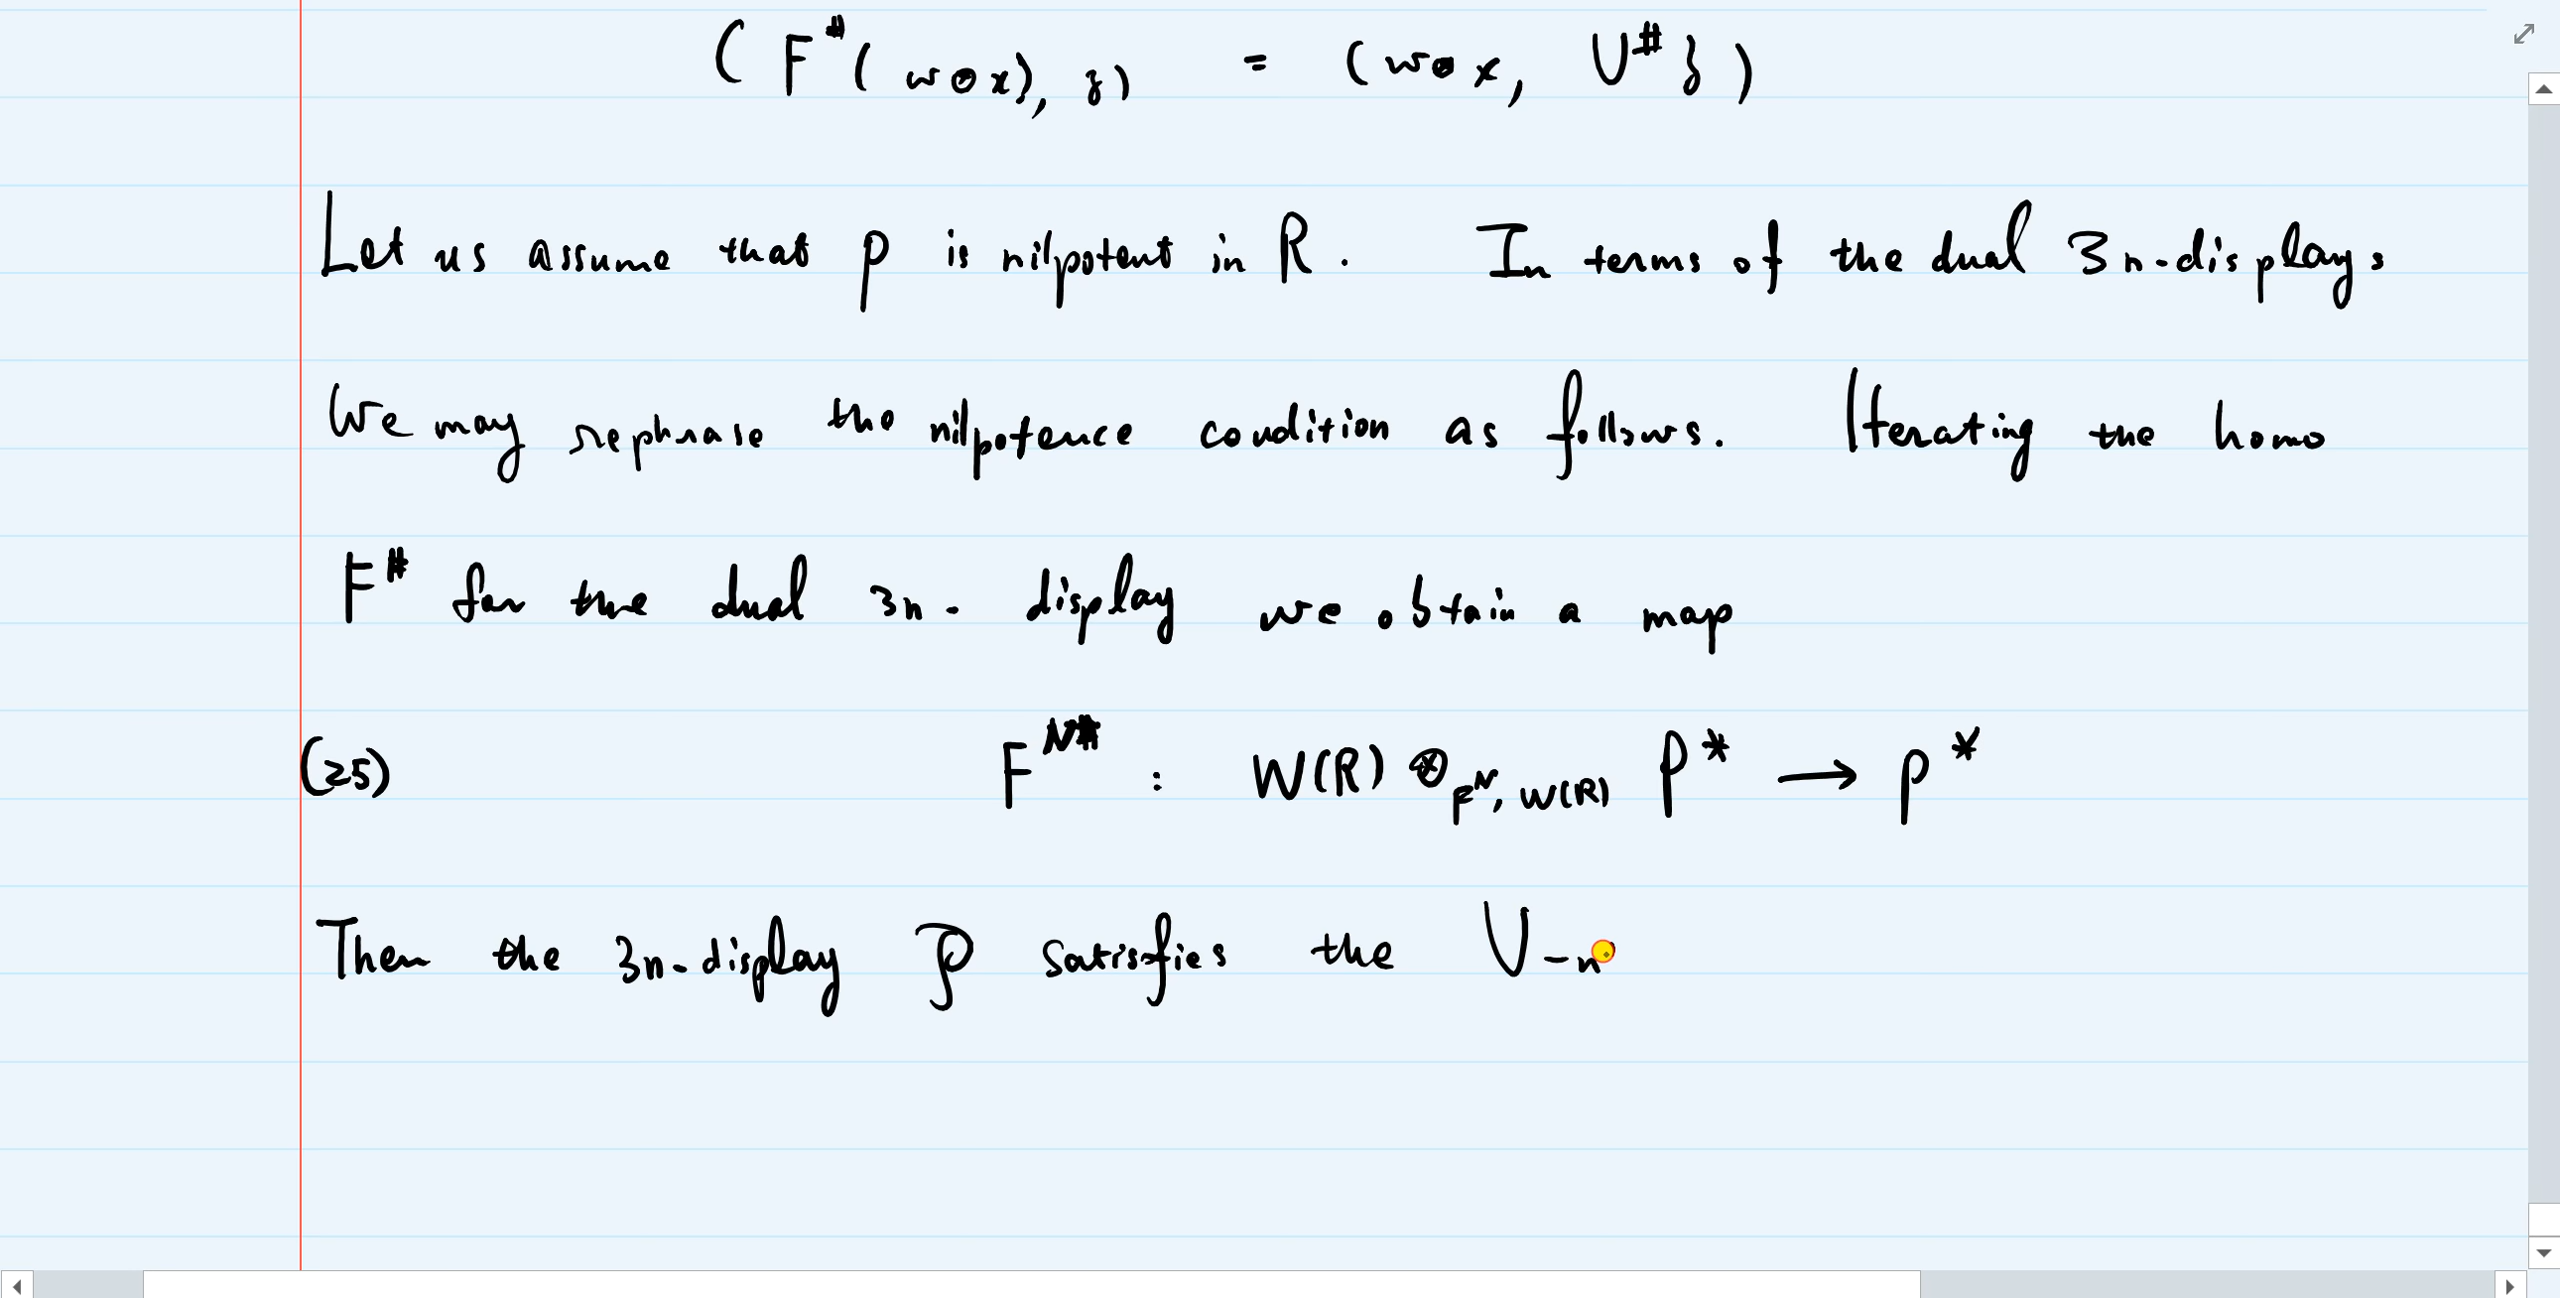 ( F^#( w⊗x), z) = (w⊗x, V^# z )
Let us assume that p is nilpotent in R. In terms of the dual 3n-display,
We may rephrase the nilpotence condition as follows. Iterating the homo
F^# for the dual 3n- display we obtain a map
(25) F^{N#} : W(R) ⊗_{F^N, W(R)} P^* ⟶ P^*
Then the 3n-display P satisfies the V-n